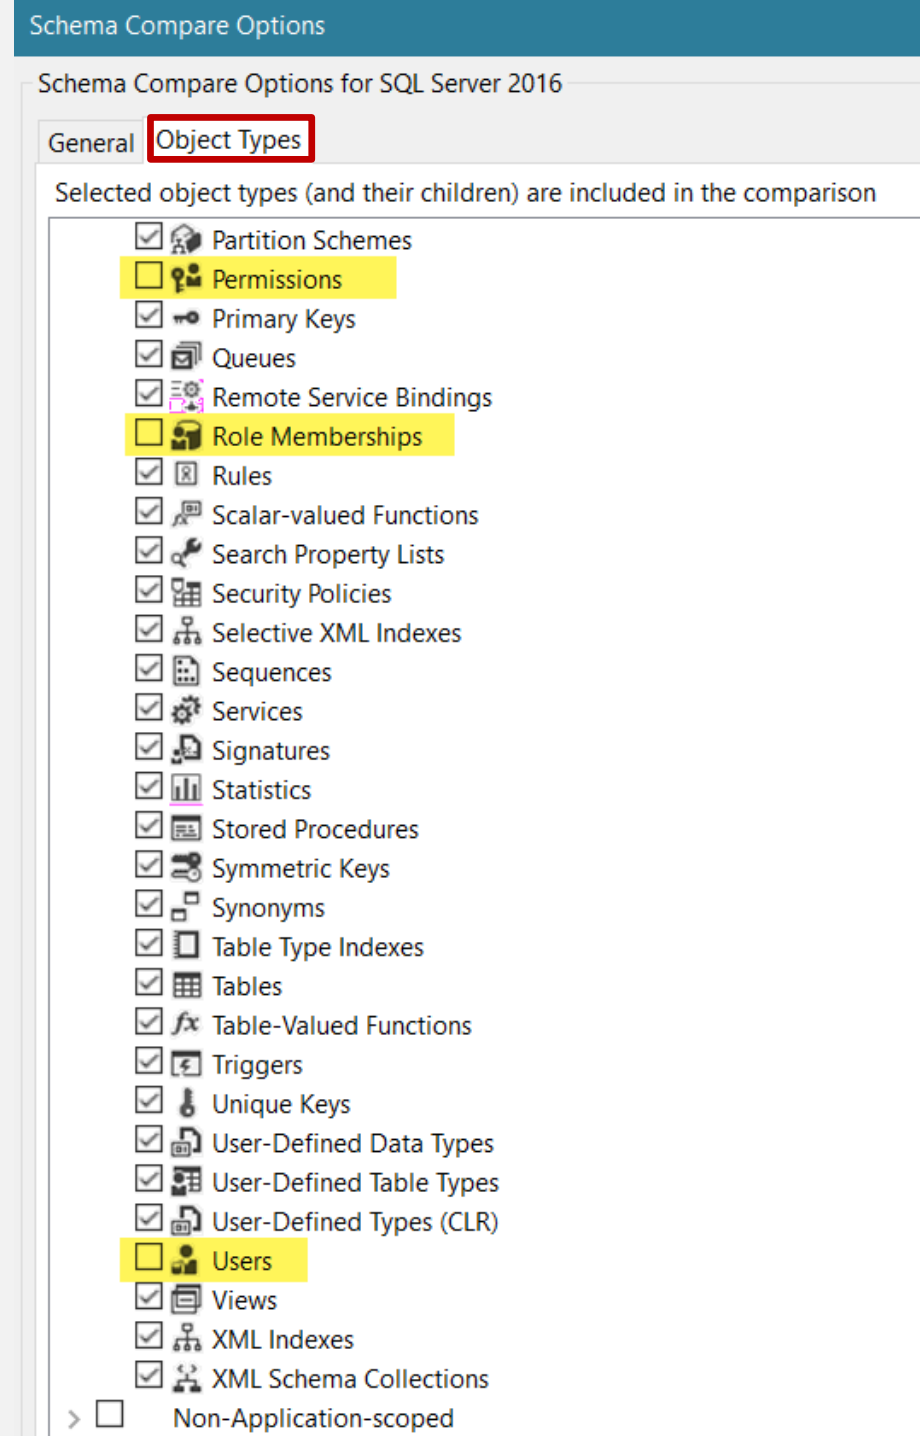 Schema Compare Options
Schema Compare Options for SQL Server 2016
General
Object Types
Selected object types (and their children) are included in the comparison
Partition Schemes
Permissions
Primary Keys
Queues
Remote Service Bindings
Role Memberships
Rules
Scalar-valued Functions
Search Property Lists
Security Policies
Selective XML Indexes
Sequences
Services
Signatures
Statistics
Stored Procedures
Symmetric Keys
Synonyms
Table Type Indexes
Tables
Table-Valued Functions
Triggers
Unique Keys
User-Defined Data Types
User-Defined Table Types
User-Defined Types (CLR)
Users
Views
XML Indexes
XML Schema Collections
Non-Application-scoped